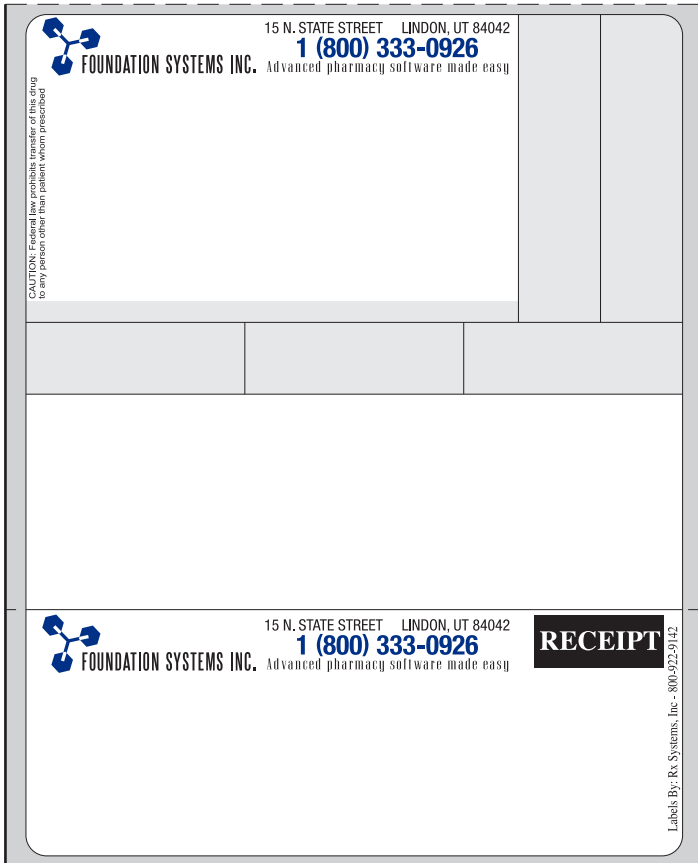 15 N. STATE STREET LINDON, UT 84042
1 (800) 333-0926
FOUNDATION SYSTEMS INC. Advanced pharmacy software made easy
CAUTION: Federal law prohibits transfer of this drug
to any person other than patient whom prescribed
15 N. STATE STREET LINDON, UT 84042
1 (800) 333-0926
FOUNDATION SYSTEMS INC. Advanced pharmacy software made easy
RECEIPT
Labels By: Rx Systems, Inc - 800-922-9142